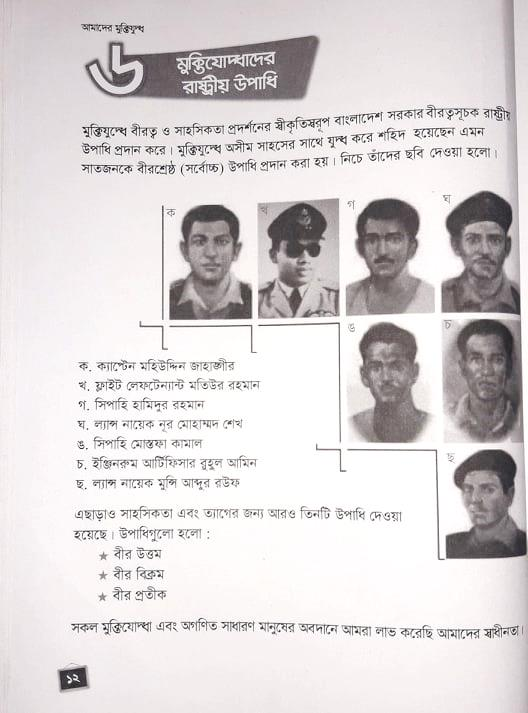 আমাদের মুক্তিযুদ্ধ
৬
মুক্তিযোদ্ধাদের
রাষ্ট্রীয় উপাধি
মুক্তিযুদ্ধে বীরত্ব ও সাহসিকতা প্রদর্শনের স্বীকৃতিস্বরূপ বাংলাদেশ সরকার বীরত্বসূচক রাষ্ট্রীয়
উপাধি প্রদান করে। মুক্তিযুদ্ধে অসীম সাহসের সাথে যুদ্ধ করে শহিদ হয়েছেন এমন
সাতজনকে বীরশ্রেষ্ঠ (সর্বোচ্চ) উপাধি প্রদান করা হয়। নিচে তাঁদের ছবি দেওয়া হলো।
ক
খ
গ
ঘ
ঙ
চ
ছ
ক. ক্যাপ্টেন মহিউদ্দিন জাহাঙ্গীর
খ. ফ্লাইট লেফটেন্যান্ট মতিউর রহমান
গ. সিপাহি হামিদুর রহমান
ঘ. ল্যান্স নায়েক নূর মোহাম্মদ শেখ
ঙ. সিপাহি মোস্তফা কামাল
চ. ইঞ্জিনরুম আর্টিফিসার রুহুল আমিন
ছ. ল্যান্স নায়েক মুন্সি আব্দুর রউফ
এছাড়াও সাহসিকতা এবং ত্যাগের জন্য আরও তিনটি উপাধি দেওয়া
হয়েছে। উপাধিগুলো হলো :
★ বীর উত্তম
★ বীর বিক্রম
★ বীর প্রতীক
সকল মুক্তিযোদ্ধা এবং অগণিত সাধারণ মানুষের অবদানে আমরা লাভ করেছি আমাদের স্বাধীনতা।
১২